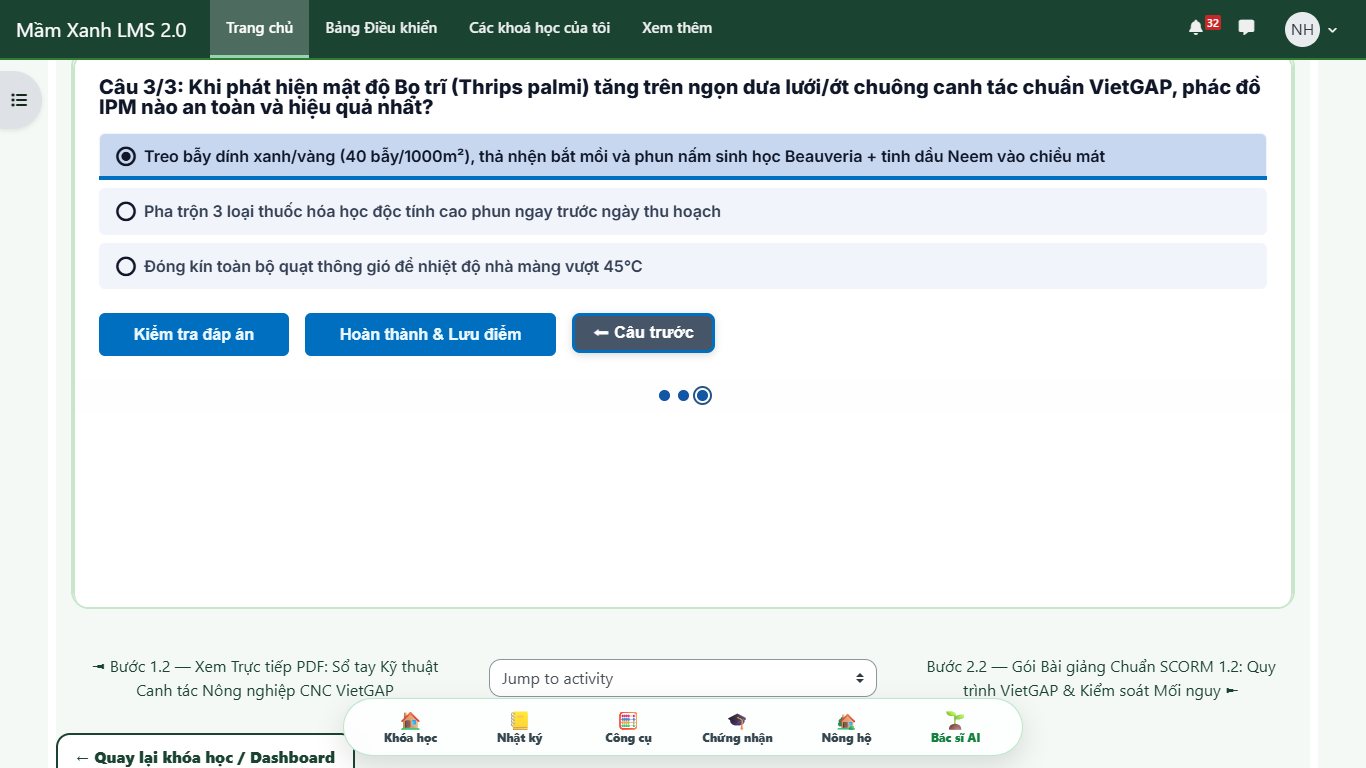 Mầm Xanh LMS 2.0
Trang chủ
Bảng Điều khiển
Các khoá học của tôi
Xem thêm
32
NH
Câu 3/3: Khi phát hiện mật độ Bọ trĩ (Thrips palmi) tăng trên ngọn dưa lưới/ớt chuông canh tác chuẩn VietGAP, phác đồ
IPM nào an toàn và hiệu quả nhất?
Treo bẫy dính xanh/vàng (40 bẫy/1000m²), thả nhện bắt mồi và phun nấm sinh học Beauveria + tinh dầu Neem vào chiều mát
Pha trộn 3 loại thuốc hóa học độc tính cao phun ngay trước ngày thu hoạch
Đóng kín toàn bộ quạt thông gió để nhiệt độ nhà màng vượt 45°C
Kiểm tra đáp án
Hoàn thành & Lưu điểm
⬅ Câu trước
◄ Bước 1.2 — Xem Trực tiếp PDF: Sổ tay Kỹ thuật
Canh tác Nông nghiệp CNC VietGAP
Jump to activity
Bước 2.2 — Gói Bài giảng Chuẩn SCORM 1.2: Quy
trình VietGAP & Kiểm soát Mối nguy ►
Khóa học
Nhật ký
Công cụ
Chứng nhận
Nông hộ
Bác sĩ AI
← Quay lại khóa học / Dashboard